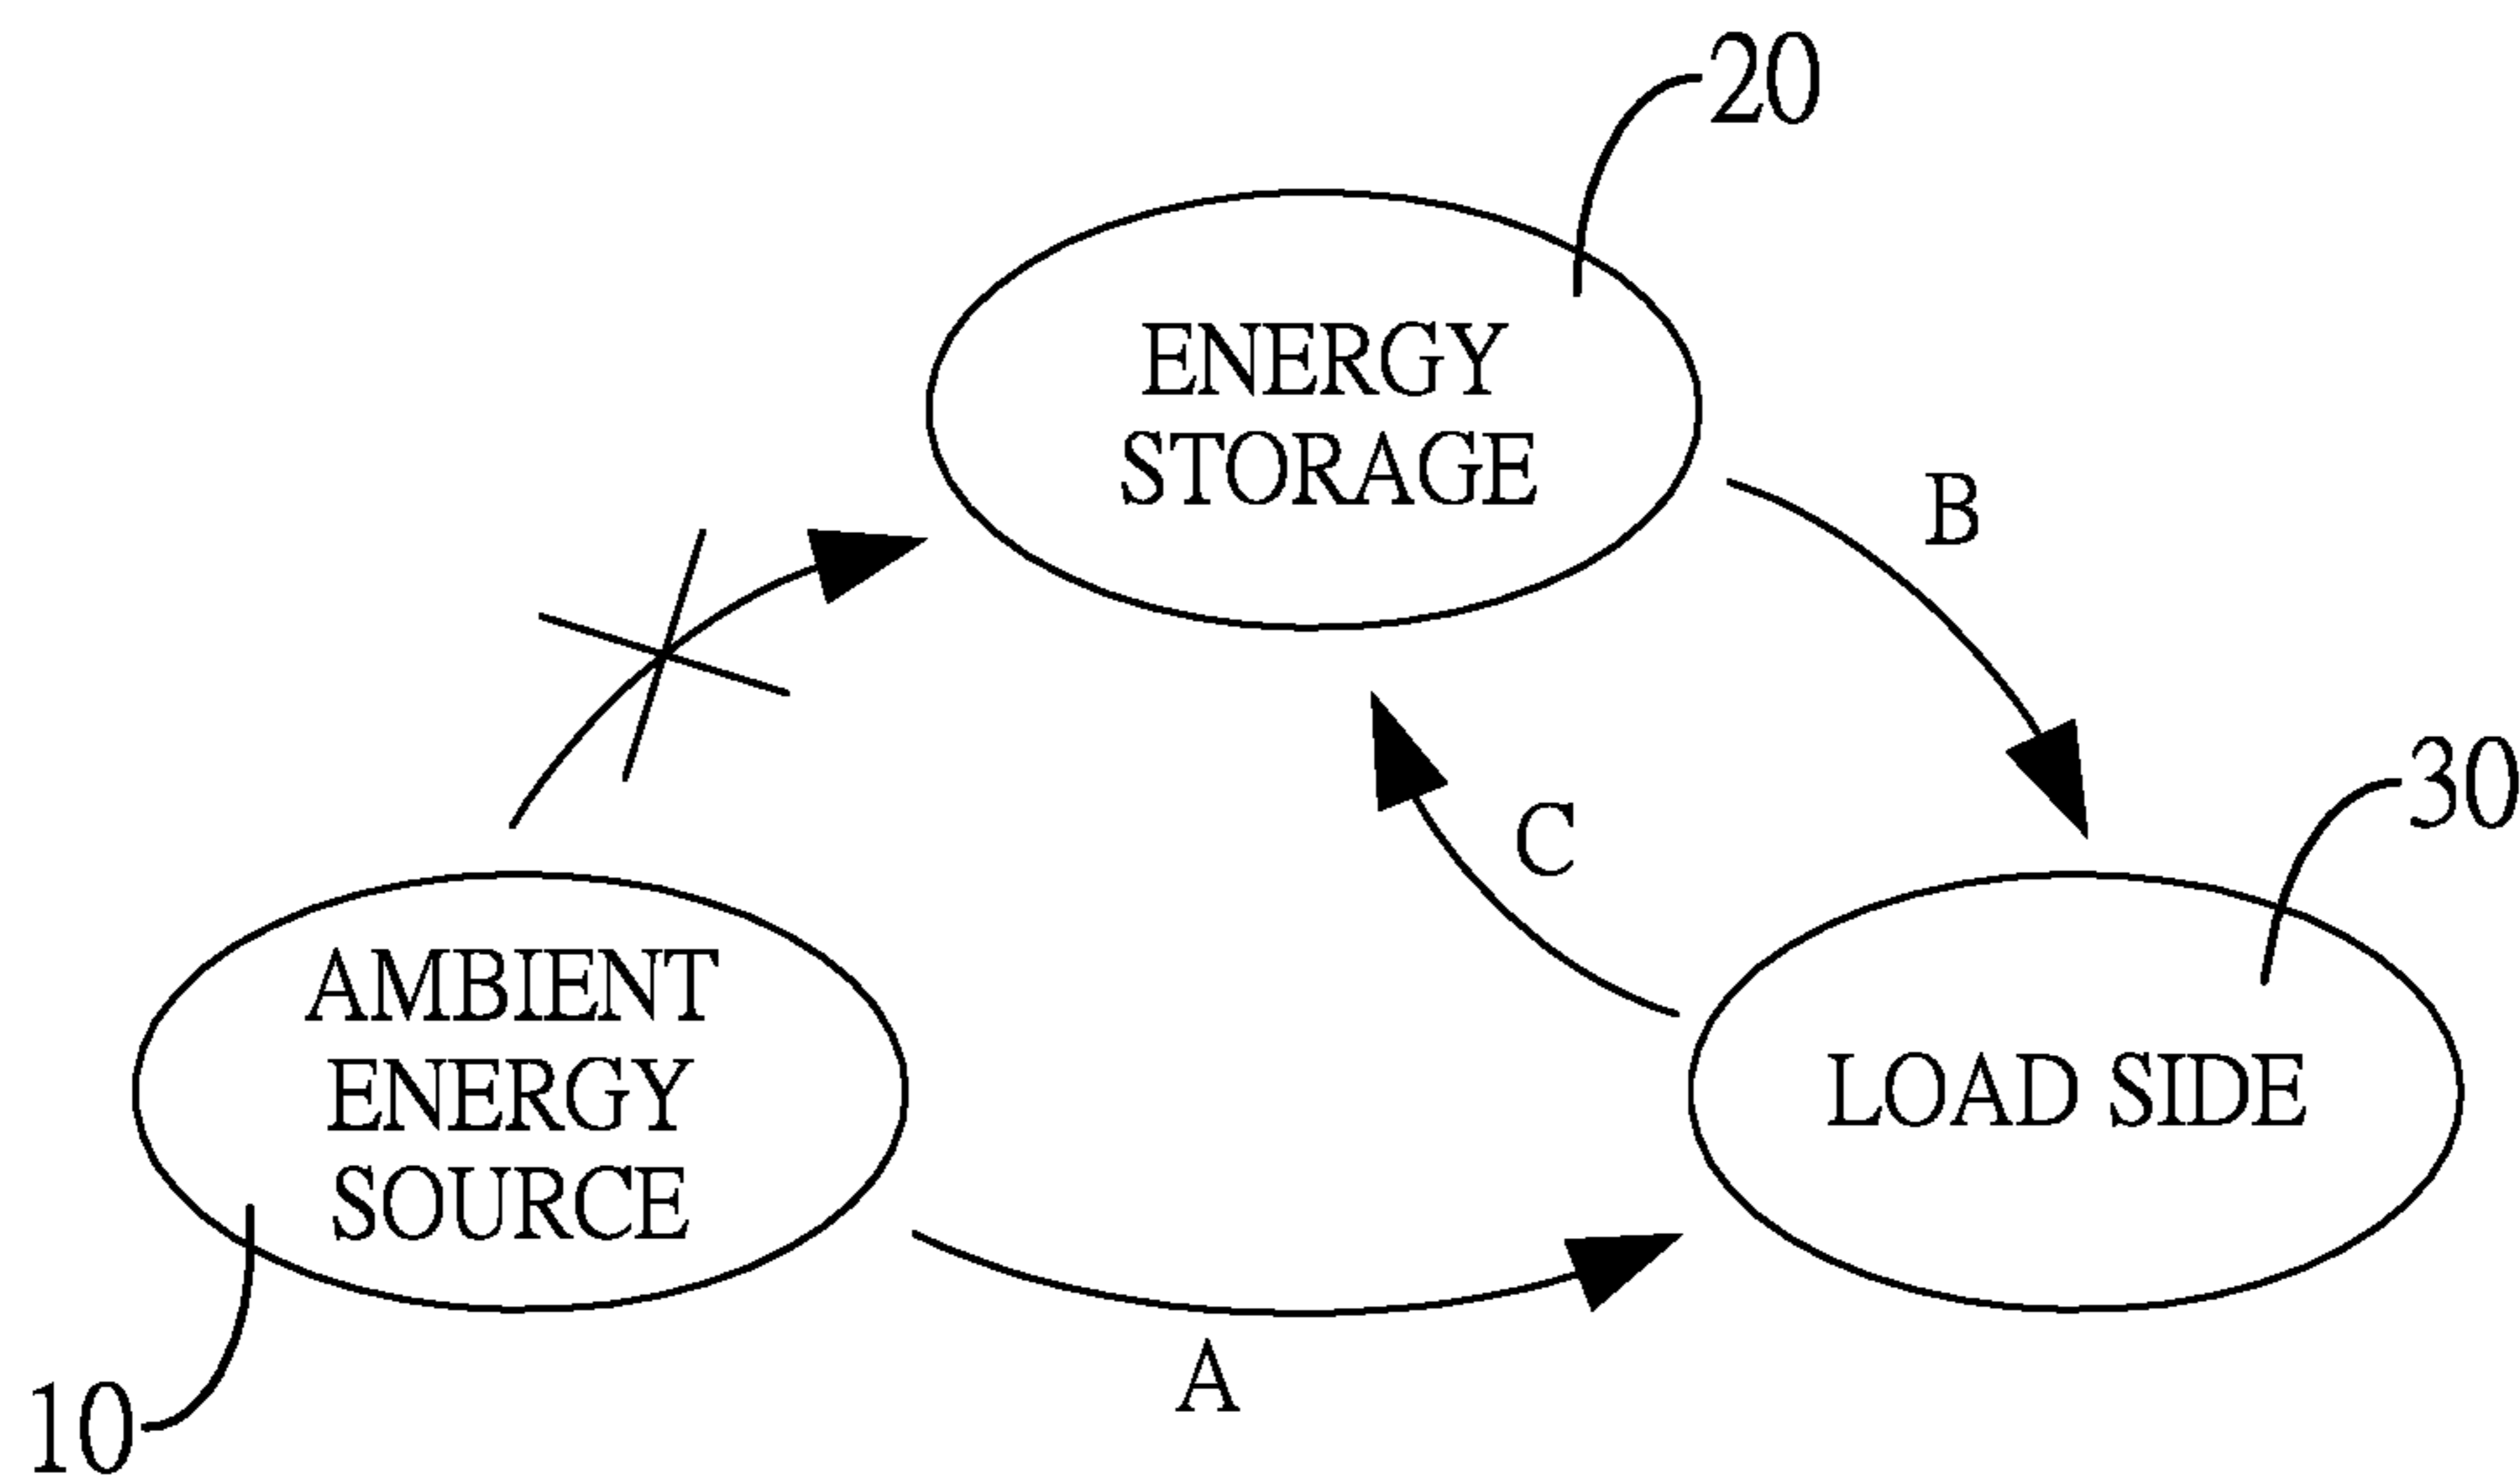 20
ENERGY
STORAGE
B
30
C
AMBIENT
ENERGY
SOURCE
LOAD SIDE
A
10